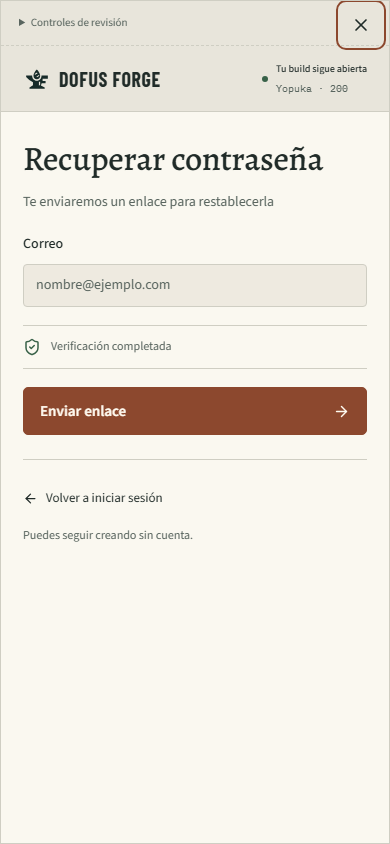 Controles de revisión
DOFUS FORGE
Tu build sigue abierta
Yopuka · 200
Recuperar contraseña
Te enviaremos un enlace para restablecerla
Correo
nombre@ejemplo.com
Verificación completada
Enviar enlace
Volver a iniciar sesión
Puedes seguir creando sin cuenta.